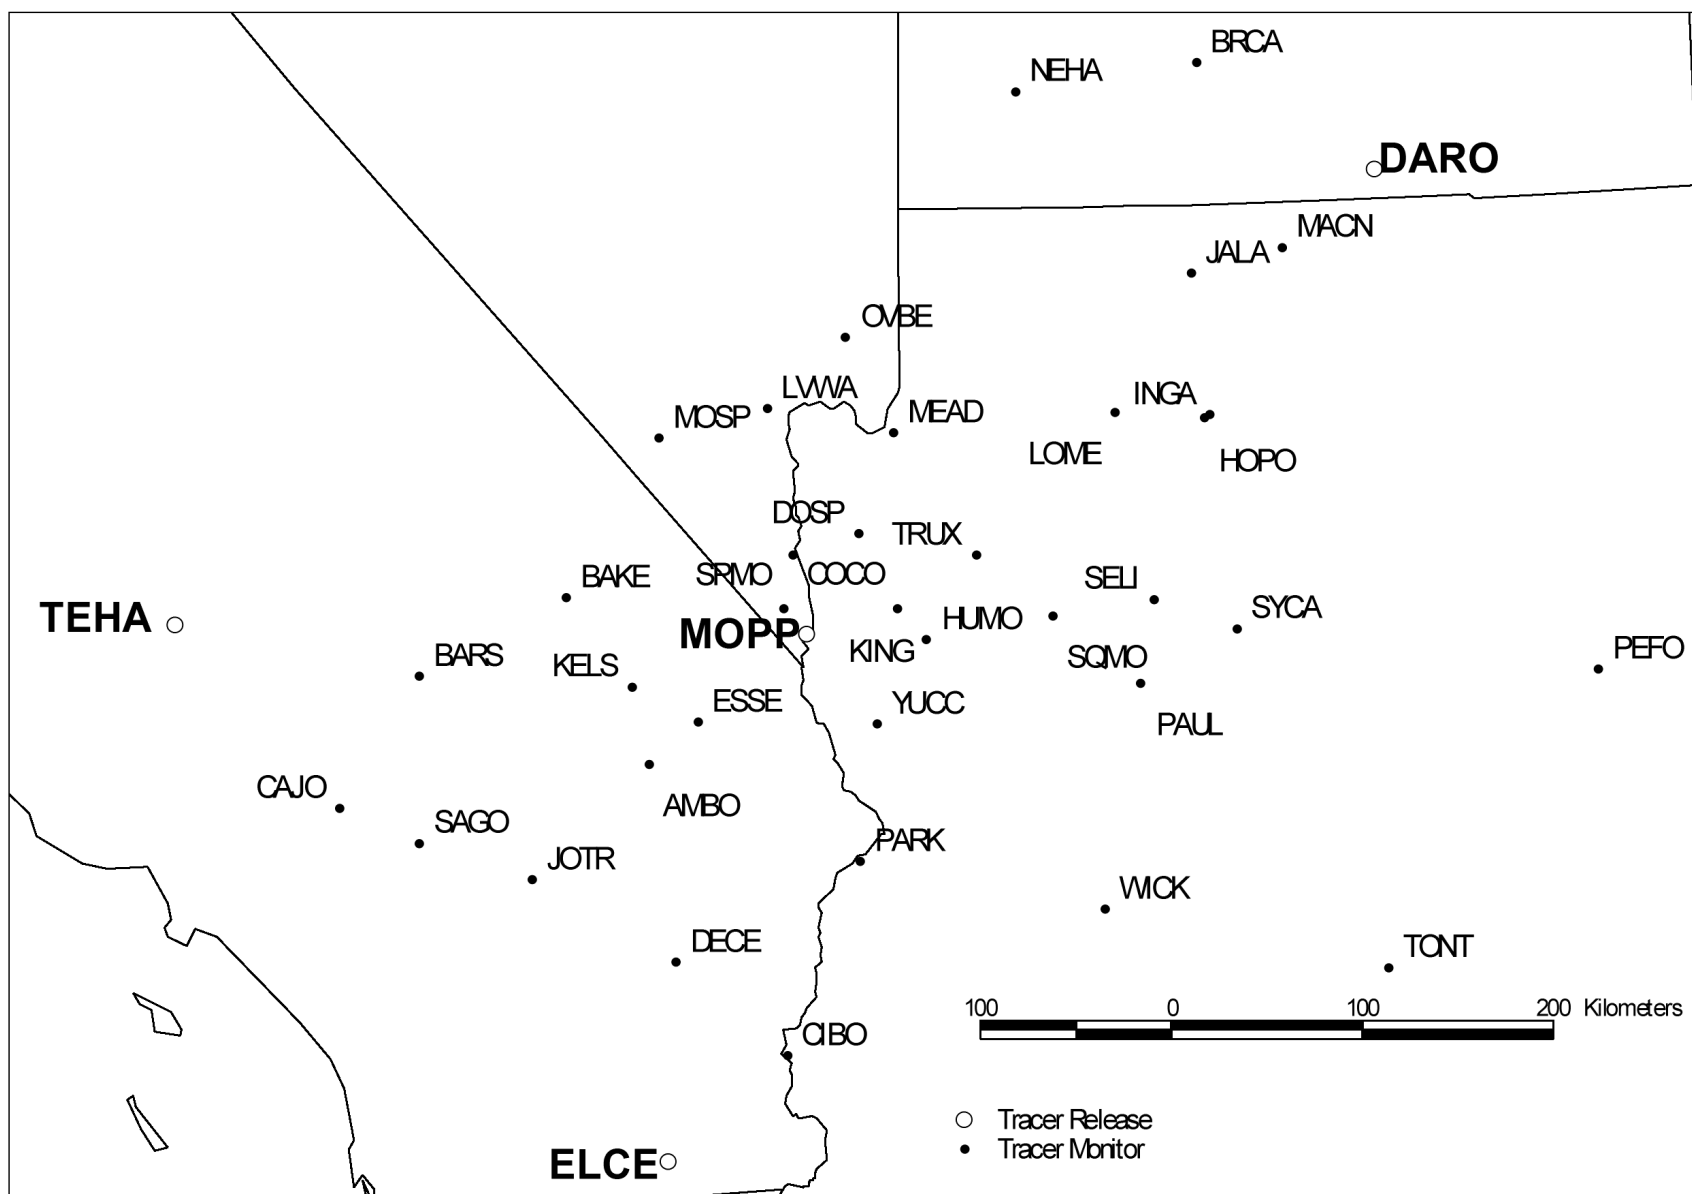 BRCA
NEHA
DARO
MACN
JALA
OVBE
LVWA
INGA
MOSP
MEAD
LOME
HOPO
DOSP
TRUX
BAKE
SPMO
COCO
SELI
SYCA
TEHA
MOPP
HUMO
KING
PEFO
BARS
KELS
SQMO
ESSE
YUCC
PAUL
CAJO
AMBO
SAGO
PARK
JOTR
WICK
DECE
TONT
100 0 100 200 Kilometers
CIBO
Tracer Release
Tracer Monitor
ELCE